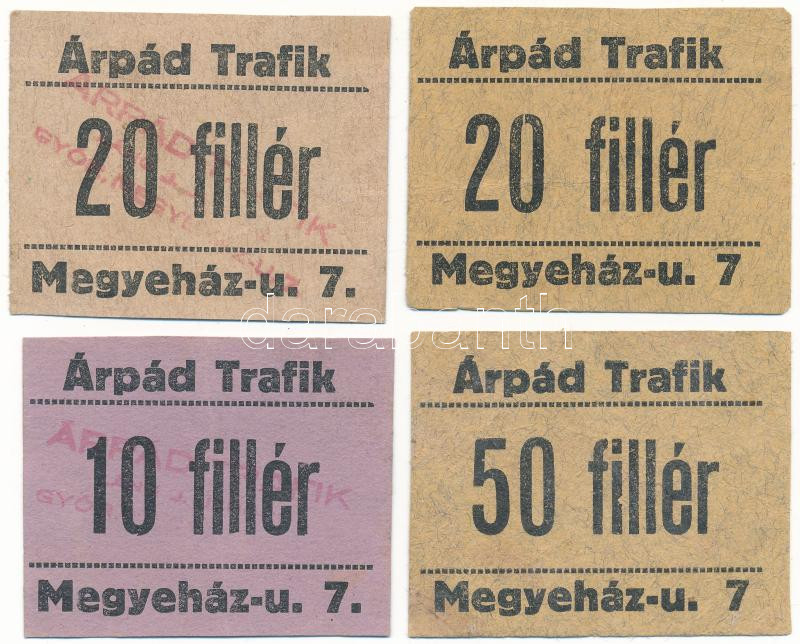 Árpád Trafik
20 fillér
Megyeház-u. 7.
Árpád Trafik
20 fillér
Megyeház-u. 7
Árpád Trafik
10 fillér
Megyeház-u. 7.
Árpád Trafik
50 fillér
Megyeház-u. 7
darabanth